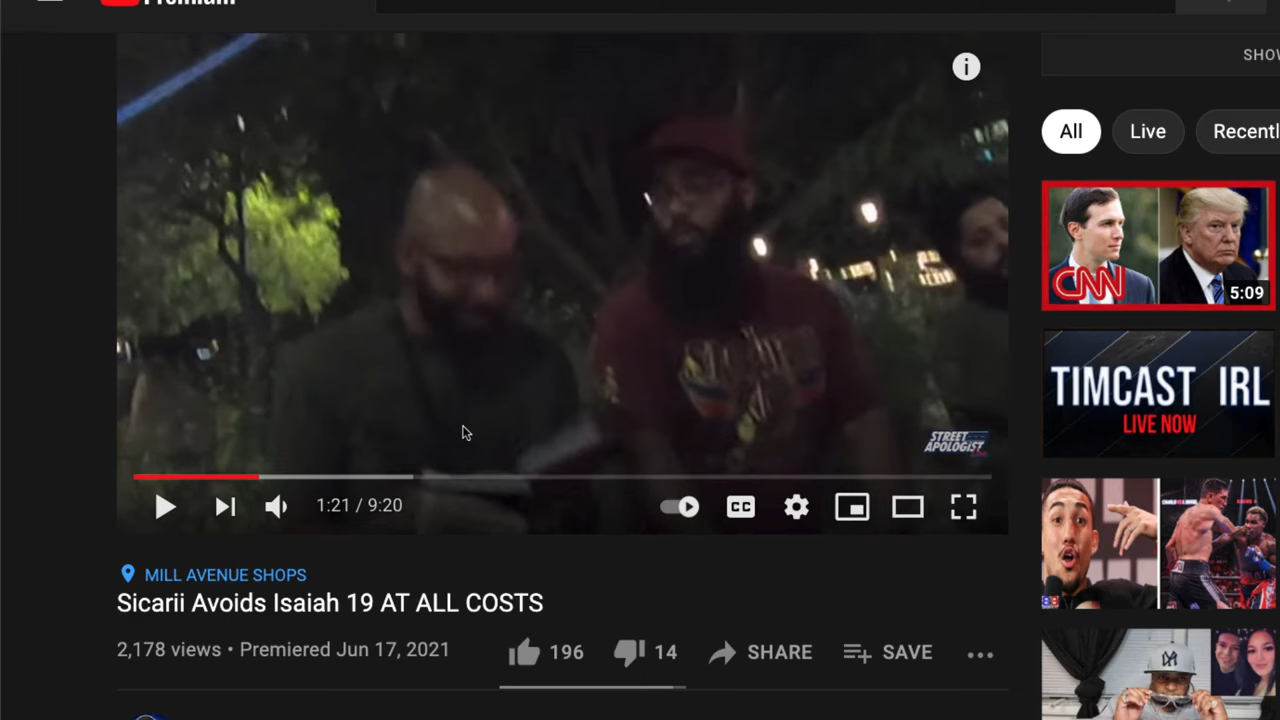 Premium
SHOW
All
Live
Recentl
CNN
5:09
TIMCAST IRL
LIVE NOW
STREET
APOLOGIST
CC
1:21 / 9:20
MILL AVENUE SHOPS
Sicarii Avoids Isaiah 19 AT ALL COSTS
2,178 views • Premiered Jun 17, 2021
196
14
SHARE
SAVE